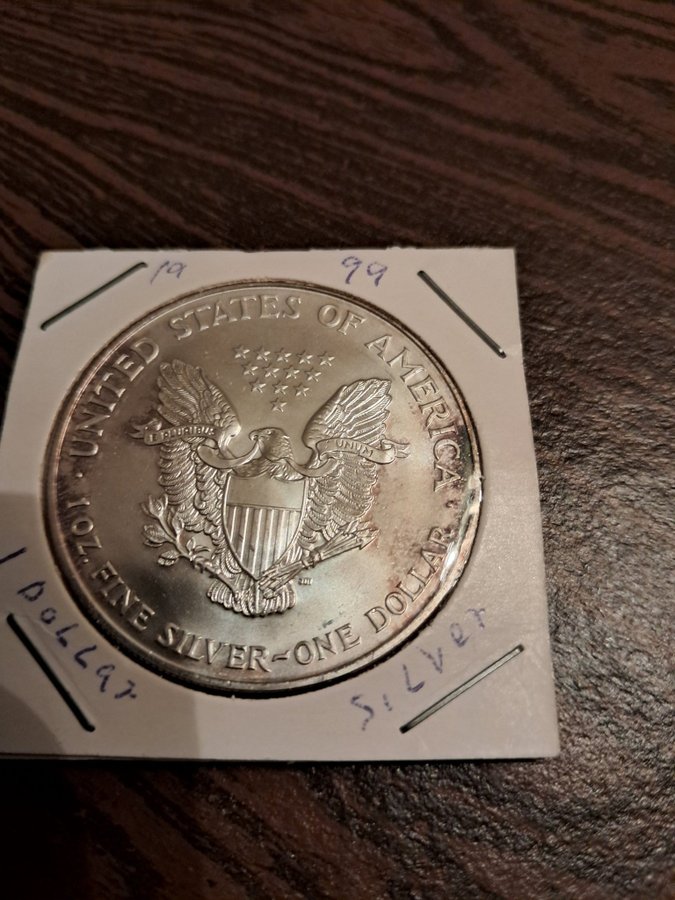 19 99
UNITED STATES OF AMERICA
E PLURIBUS UNUM
1 OZ. FINE SILVER~ONE DOLLAR
1 DOLLAR
SILVER